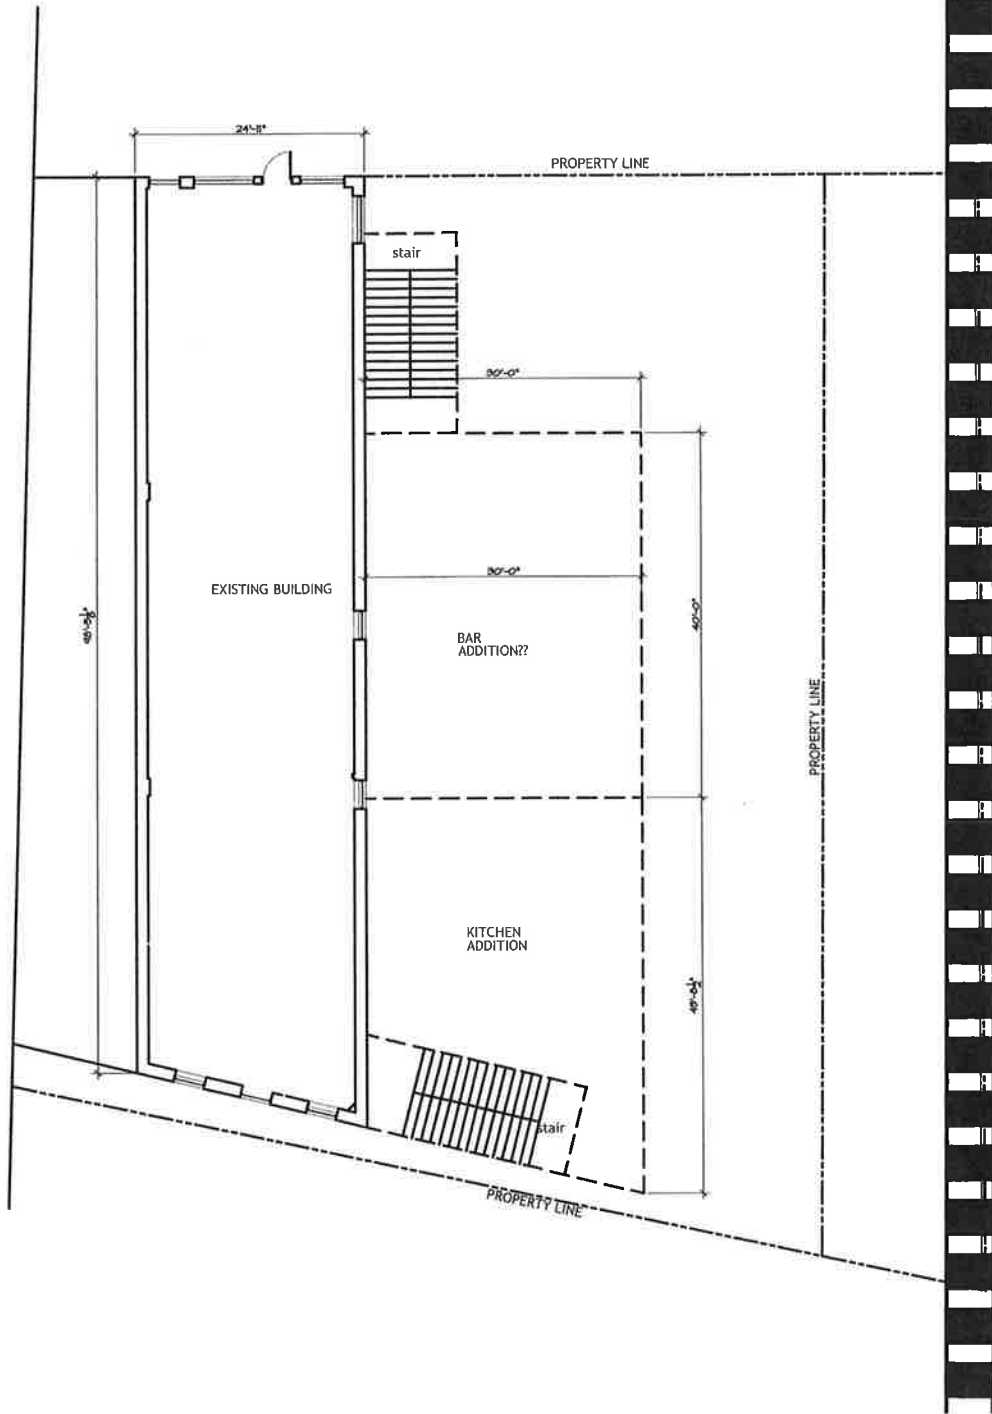 24'-11"
PROPERTY LINE
stair
30'-0"
30'-0"
EXISTING BUILDING
BAR
ADDITION??
40'-0"
PROPERTY LINE
KITCHEN
ADDITION
stair
PROPERTY LINE